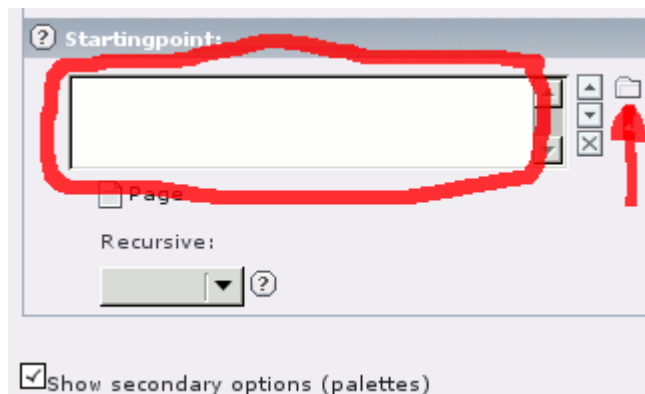 Startingpoint:
Page
Recursive:
Show secondary options (palettes)